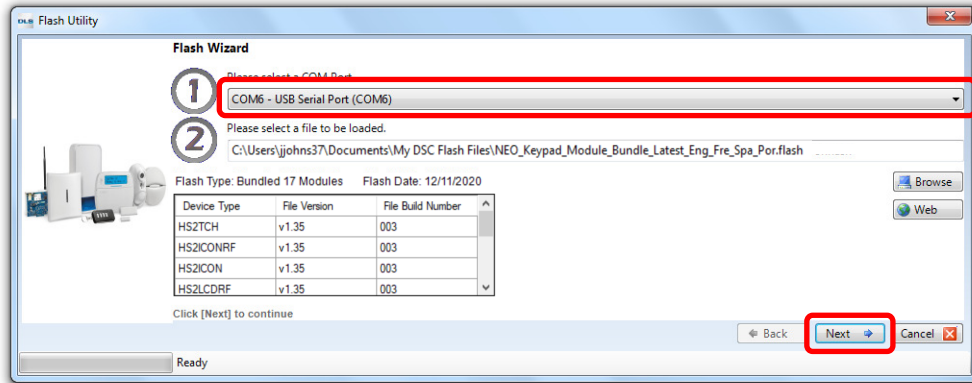 DLS Flash Utility
Flash Wizard
1
Please select a COM Port
COM6 - USB Serial Port (COM6)
2
Please select a file to be loaded.
C:\Users\jjohns37\Documents\My DSC Flash Files\NEO_Keypad_Module_Bundle_Latest_Eng_Fre_Spa_Por.flash
Flash Type: Bundled 17 Modules Flash Date: 12/11/2020
Browse
Device Type File Version File Build Number
Web
HS2TCH v1.35 003
HS2ICONRF v1.35 003
HS2ICON v1.35 003
HS2LCDRF v1.35 003
Click [Next] to continue
Back Next Cancel
Ready